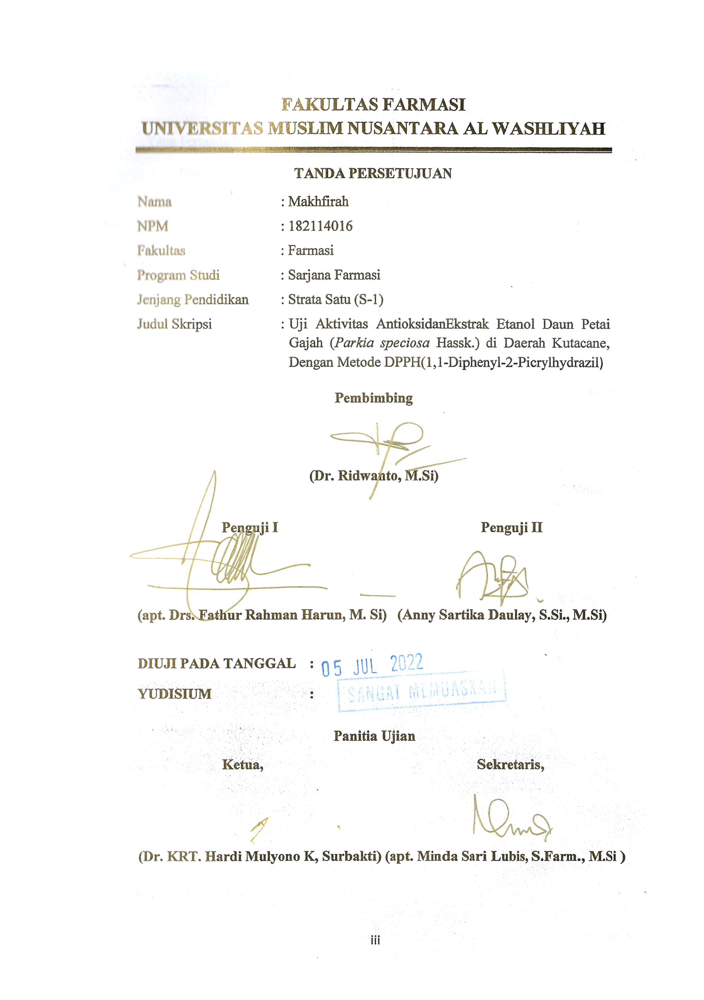 FAKULTAS FARMASI
UNIVERSITAS MUSLIM NUSANTARA AL WASHLIYAH
TANDA PERSETUJUAN
Nama : Makhfirah
NPM : 182114016
Fakultas : Farmasi
Program Studi : Sarjana Farmasi
Jenjang Pendidikan : Strata Satu (S-1)
Judul Skripsi : Uji Aktivitas AntioksidanEkstrak Etanol Daun Petai
Gajah (Parkia speciosa Hassk.) di Daerah Kutacane,
Dengan Metode DPPH(1,1-Diphenyl-2-Picrylhydrazil)
Pembimbing
(Dr. Ridwanto, M.Si)
Penguji I Penguji II
(apt. Drs. Fathur Rahman Harun, M. Si) (Anny Sartika Daulay, S.Si., M.Si)
DIUJI PADA TANGGAL : 05 JUL 2022
YUDISIUM : SANGAT MEMUASKAN
Panitia Ujian
Ketua, Sekretaris,
(Dr. KRT. Hardi Mulyono K, Surbakti) (apt. Minda Sari Lubis, S.Farm., M.Si )
iii